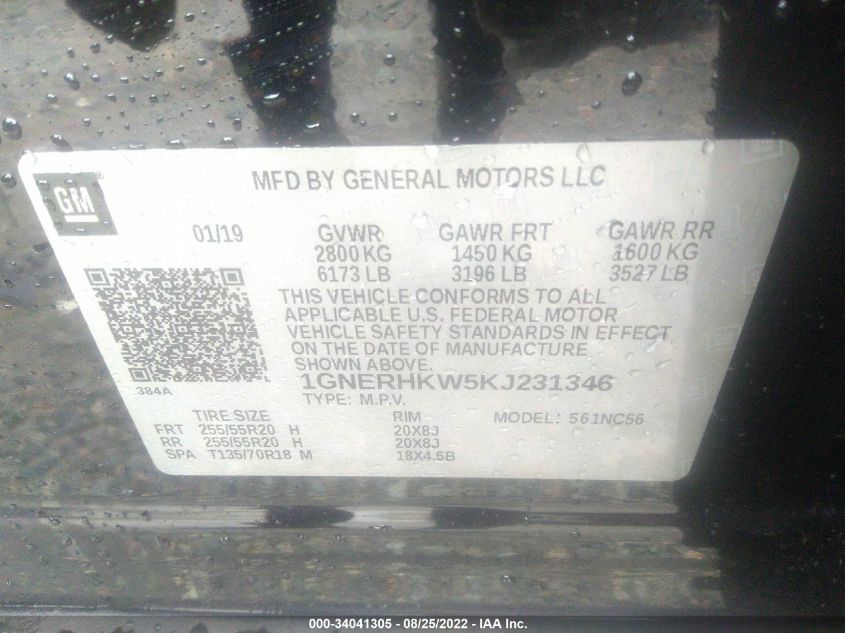 MFD BY GENERAL MOTORS LLC
GM
01/19 GVWR GAWR FRT GAWR RR
2800 KG 1450 KG 1600 KG
6173 LB 3196 LB 3527 LB
THIS VEHICLE CONFORMS TO ALL
APPLICABLE U.S. FEDERAL MOTOR
VEHICLE SAFETY STANDARDS IN EFFECT
ON THE DATE OF MANUFACTURE
SHOWN ABOVE.
384A
1GNERHKW5KJ231346
TYPE: M.P.V.
TIRE SIZE RIM MODEL: 561NC56
FRT 255/55R20 H 20X8J
RR 255/55R20 H 20X8J
SPA T135/70R18 M 18X4.5B
000-34041305 - 08/25/2022 - IAA Inc.